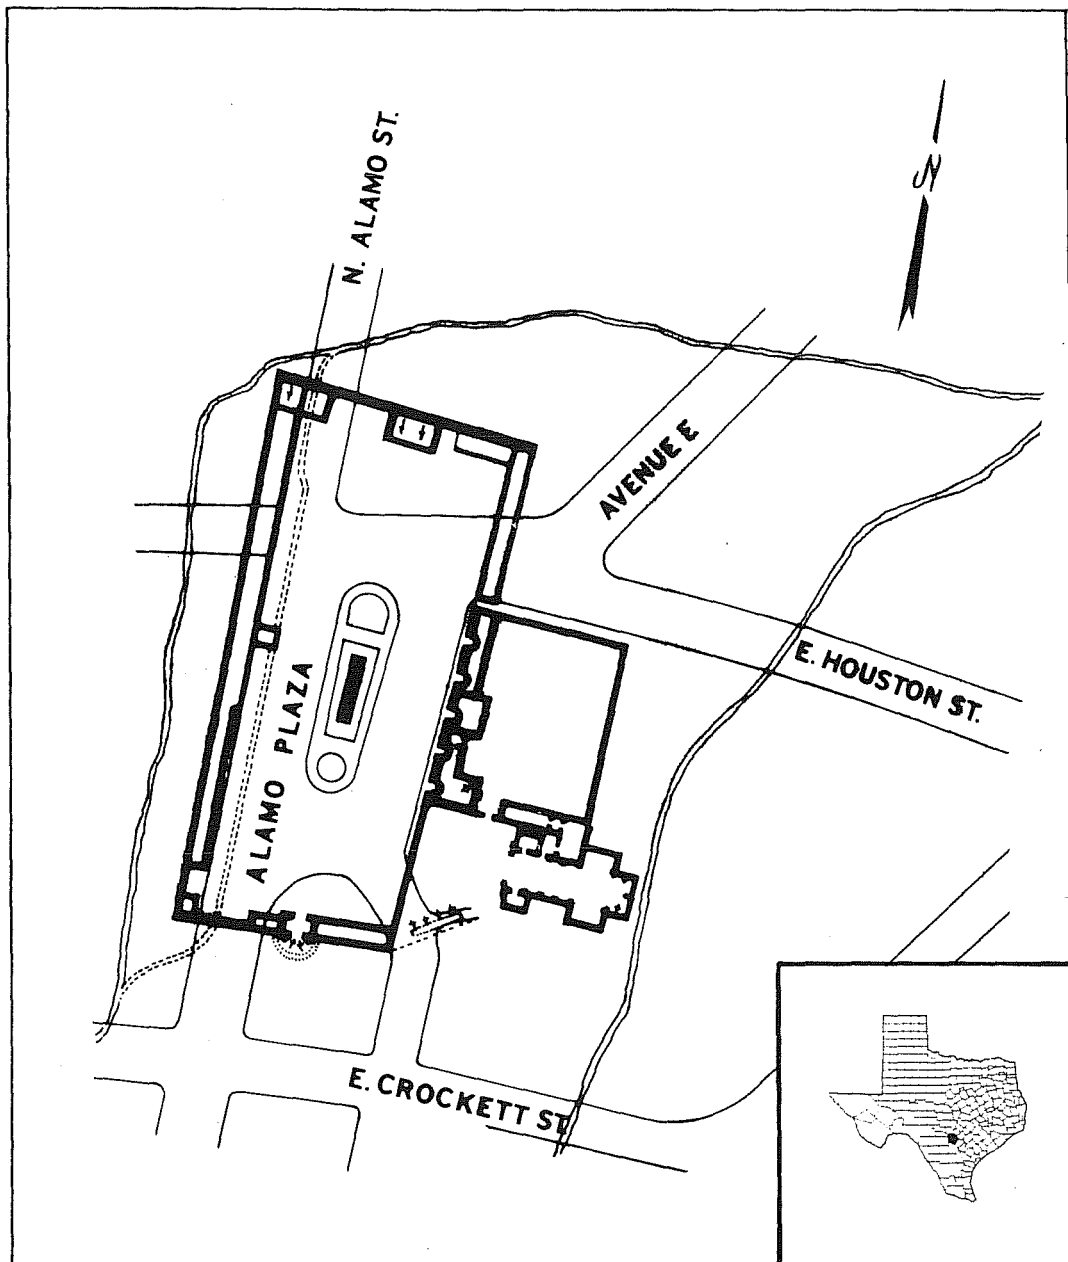 N. ALAMO ST.
N
AVENUE E
E. HOUSTON ST.
ALAMO PLAZA
E. CROCKETT ST.